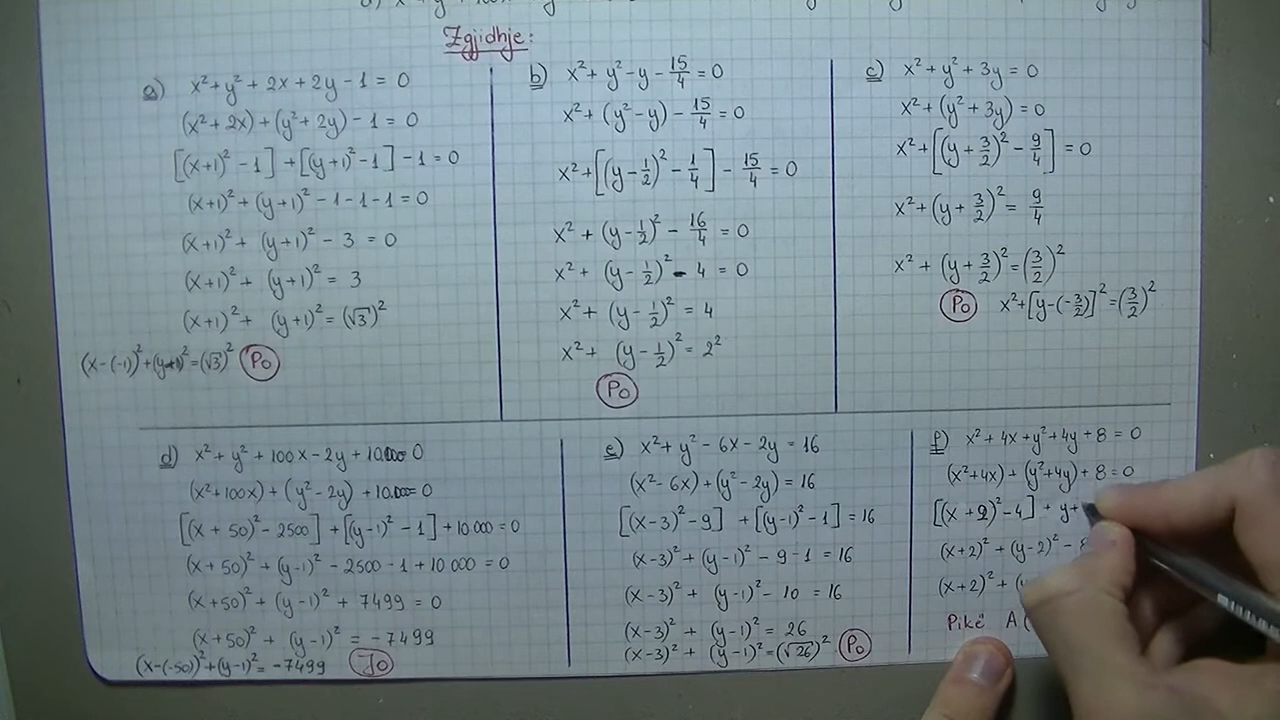 Zgjidhje:
a) x²+y²+2x+2y-1=0
(x²+2x)+(y²+2y)-1=0
[(x+1)²-1]+[(y+1)²-1]-1=0
(x+1)²+(y+1)²-1-1-1=0
(x+1)²+(y+1)²-3=0
(x+1)²+(y+1)²=3
(x+1)²+(y+1)²=(√3)²
(x-(-1))²+(y+1)²=(√3)² Po
b) x²+y²-y-15/4=0
x²+(y²-y)-15/4=0
x²+[(y-1/2)²-1/4]-15/4=0
x²+(y-1/2)²-16/4=0
x²+(y-1/2)²-4=0
x²+(y-1/2)²=4
x²+(y-1/2)²=2²
Po
c) x²+y²+3y=0
x²+(y²+3y)=0
x²+[(y+3/2)²-9/4]=0
x²+(y+3/2)²=9/4
x²+(y+3/2)²=(3/2)²
Po x²+[y-(-3/2)]²=(3/2)²
d) x²+y²+100x-2y+10.000=0
(x²+100x)+(y²-2y)+10.000=0
[(x+50)²-2500]+[(y-1)²-1]+10.000=0
(x+50)²+(y-1)²-2500-1+10 000=0
(x+50)²+(y-1)²+7499=0
(x+50)²+(y-1)²=-7499
(x-(-50))²+(y-1)²=-7499 Jo
e) x²+y²-6x-2y=16
(x²-6x)+(y²-2y)=16
[(x-3)²-9]+[(y-1)²-1]=16
(x-3)²+(y-1)²-9-1=16
(x-3)²+(y-1)²-10=16
(x-3)²+(y-1)²=26
(x-3)²+(y-1)²=(√26)² Po
f) x²+4x+y²+4y+8=0
(x²+4x)+(y²+4y)+8=0
[(x+2)²-4]+y+
(x+2)²+(y-2)²-8
(x+2)²+(
Pikë A(